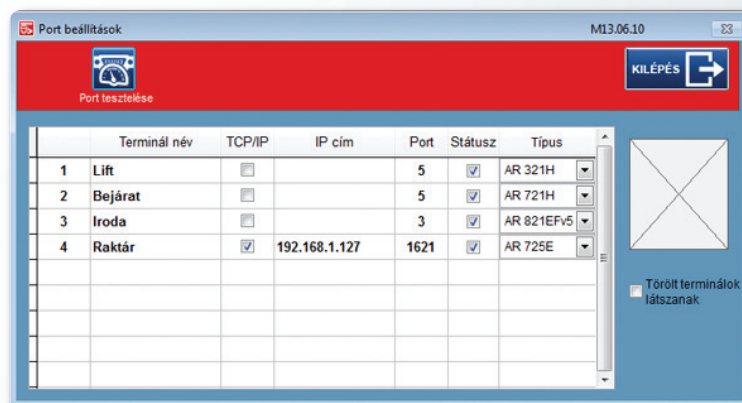 Port beállítások M13.06.10
KILÉPÉS
Port tesztelése
Terminál név TCP/IP IP cím Port Státusz Típus
1 Lift 5 AR 321H
2 Bejárat 5 AR 721H
3 Iroda 3 AR 821EFv5
4 Raktár 192.168.1.127 1621 AR 725E
Törölt terminálok
látszanak